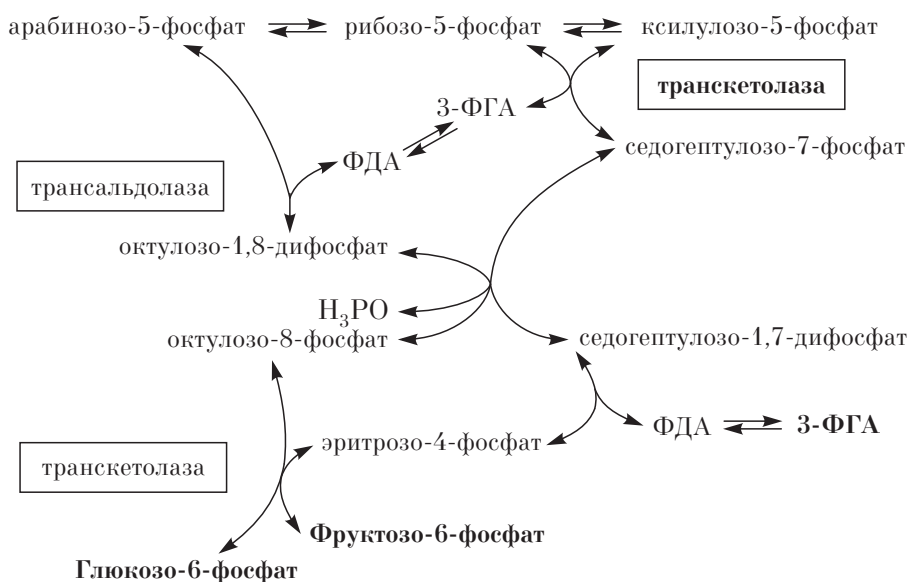 арабинозо-5-фосфат рибозо-5-фосфат ксилулозо-5-фосфат
транскетолаза
3-ФГА
ФДА
седогептулозо-7-фосфат
трансальдолаза
октулозо-1,8-дифосфат
H₃PO
октулозо-8-фосфат
седогептулозо-1,7-дифосфат
ФДА 3-ФГА
эритрозо-4-фосфат
транскетолаза
Фруктозо-6-фосфат
Глюкозо-6-фосфат